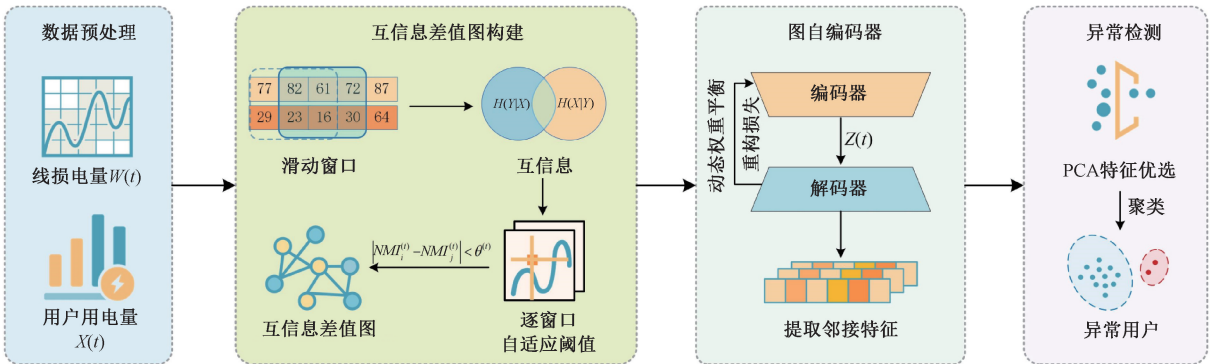 数据预处理
线损电量W(t)
用户用电量
X(t)
互信息差值图构建
77 82 61 72 87
29 23 16 30 64
滑动窗口
H(Y|X) H(X|Y)
互信息
|NMI_i^{(t)}-NMI_j^{(t)}|<θ^{(t)}
互信息差值图
逐窗口
自适应阈值
图自编码器
动态权重平衡
重构损失
编码器
Z(t)
解码器
提取邻接特征
异常检测
PCA特征优选
聚类
异常用户